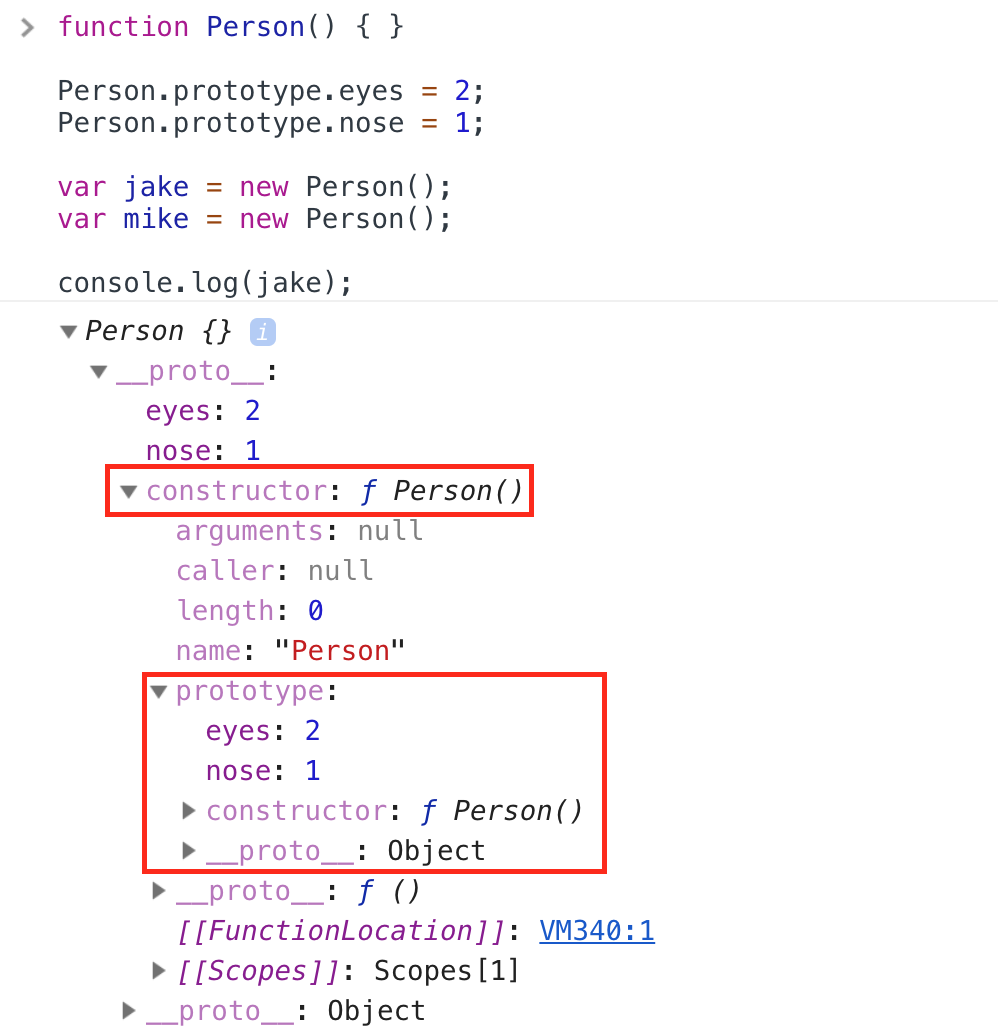 function Person() { }
Person.prototype.eyes = 2;
Person.prototype.nose = 1;
var jake = new Person();
var mike = new Person();
console.log(jake);
Person {} i
__proto__:
eyes: 2
nose: 1
constructor: ƒ Person()
arguments: null
caller: null
length: 0
name: "Person"
prototype:
eyes: 2
nose: 1
constructor: ƒ Person()
__proto__: Object
__proto__: ƒ ()
[[FunctionLocation]]: VM340:1
[[Scopes]]: Scopes[1]
__proto__: Object